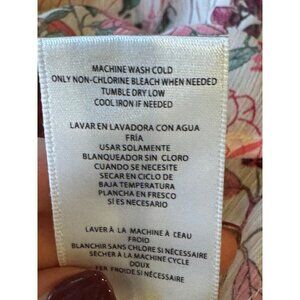 MACHINE WASH COLD
ONLY NON-CHLORINE BLEACH WHEN NEEDED
TUMBLE DRY LOW
COOL IRON IF NEEDED
LAVAR EN LAVADORA CON AGUA
FRÍA
USAR SOLAMENTE
BLANQUEADOR SIN CLORO
CUANDO SE NECESITE
SECAR EN CICLO DE
BAJA TEMPERATURA
PLANCHA EN FRESCO
SÍ ES NECESARIO
LAVER À LA MACHINE À L'EAU
FROID
BLANCHIR SANS CHLORE SI NÉCESSAIRE
SÉCHER À LA MACHINE CYCLE
DOUX
FER FROIDE SI NÉCESSAIRE